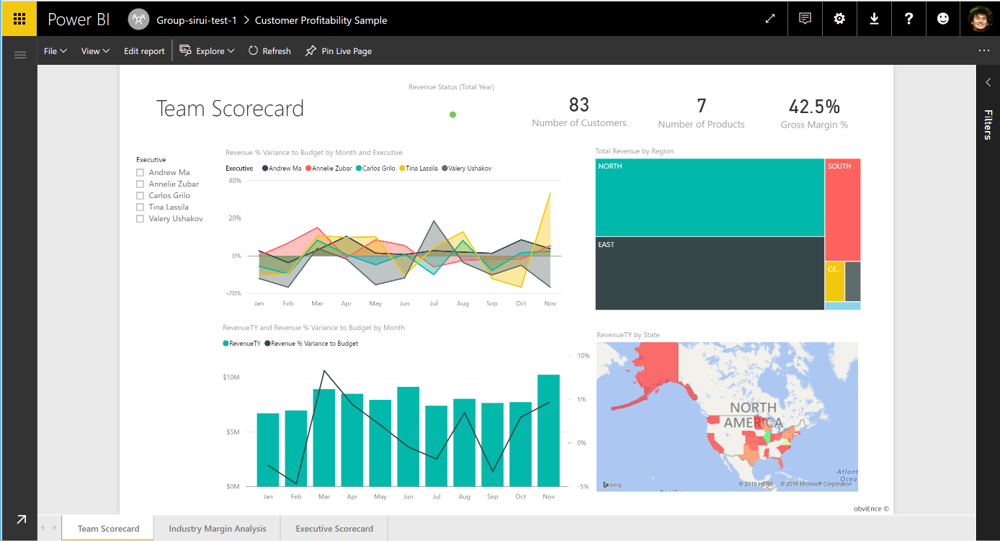 Power BI
Group-sirui-test-1 > Customer Profitability Sample
?
File View Edit report Explore Refresh Pin Live Page ...
Filters
Team Scorecard
Revenue Status (Total Year)
83
Number of Customers
7
Number of Products
42.5%
Gross Margin %
Executive
Andrew Ma
Annelie Zubar
Carlos Grilo
Tina Lassila
Valery Ushakov
Revenue % Variance to Budget by Month and Executive
Executive Andrew Ma Annelie Zubar Carlos Grilo Tina Lassila Valery Ushakov
40%
20%
0%
-20%
Jan Feb Mar Apr May Jun Jul Aug Sep Oct Nov
Total Revenue by Region
NORTH
SOUTH
EAST
CE...
RevenueTY and Revenue % Variance to Budget by Month
RevenueTY Revenue % Variance to Budget
$10M
$5M
$0M
10%
5%
0%
-5%
Jan Feb Mar Apr May Jun Jul Aug Sep Oct Nov
RevenueTY by State
NORTH
AMERICA
Atlant
Ocea
bing
© 2016 HERE © 2016 Microsoft Corporation
obviEnce ©
Team Scorecard Industry Margin Analysis Executive Scorecard